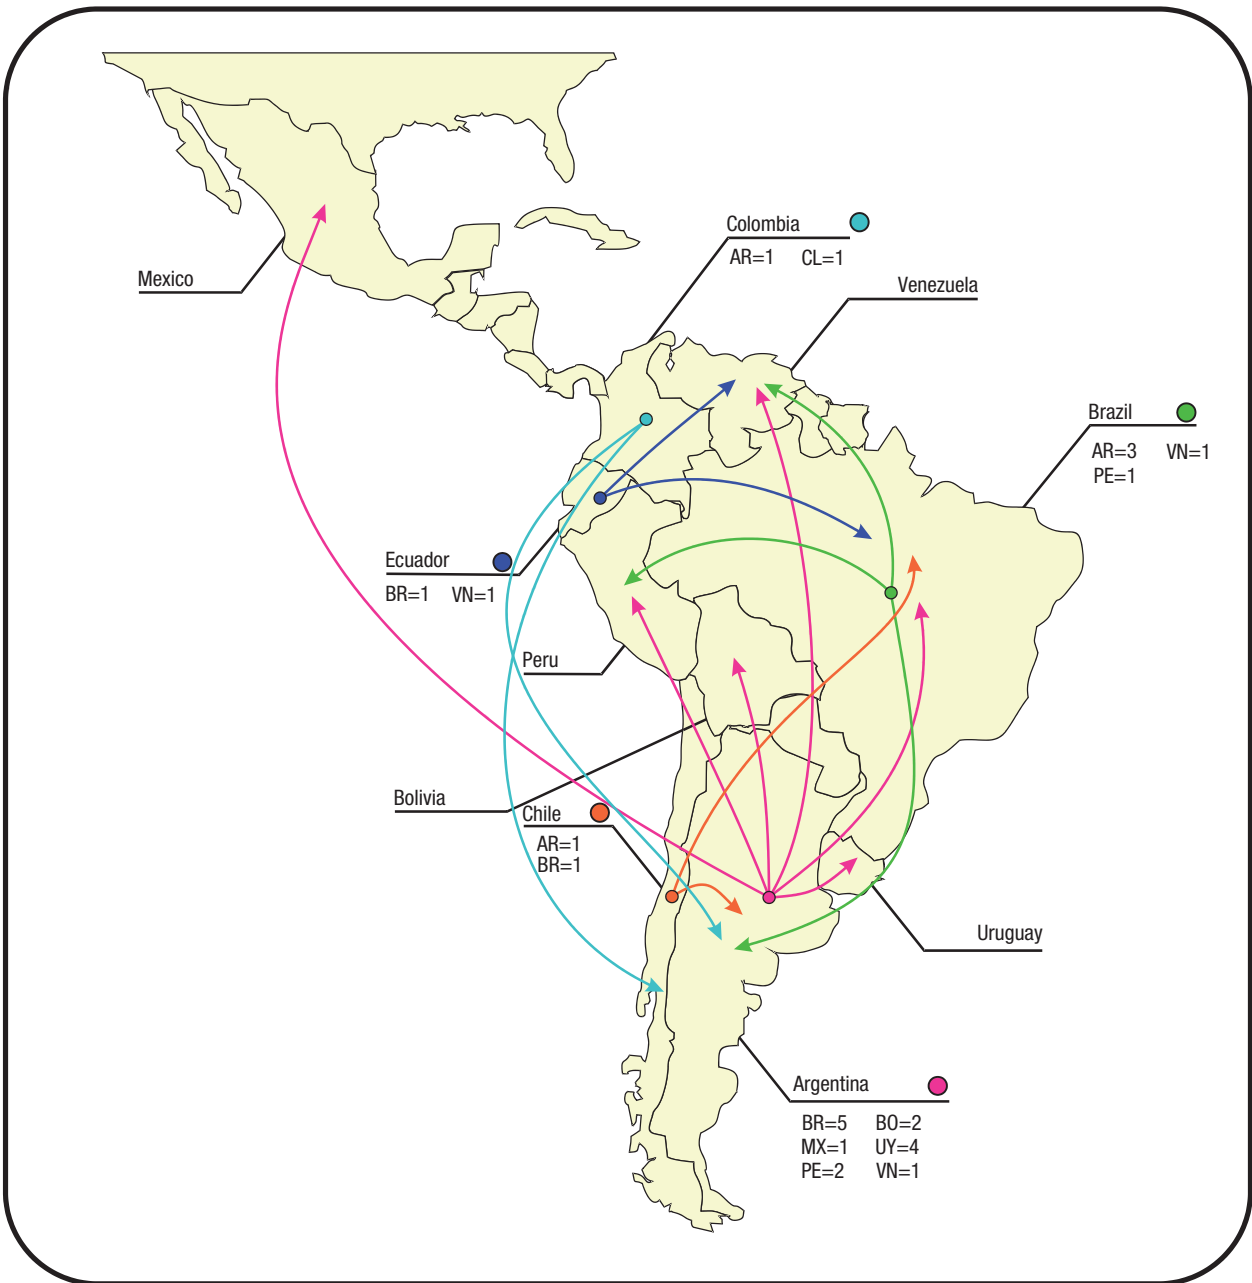 Colombia
AR=1 CL=1
Mexico
Venezuela
Brazil
AR=3 VN=1
PE=1
Ecuador
BR=1 VN=1
Peru
Bolivia
Chile
AR=1
BR=1
Uruguay
Argentina
BR=5 BO=2
MX=1 UY=4
PE=2 VN=1